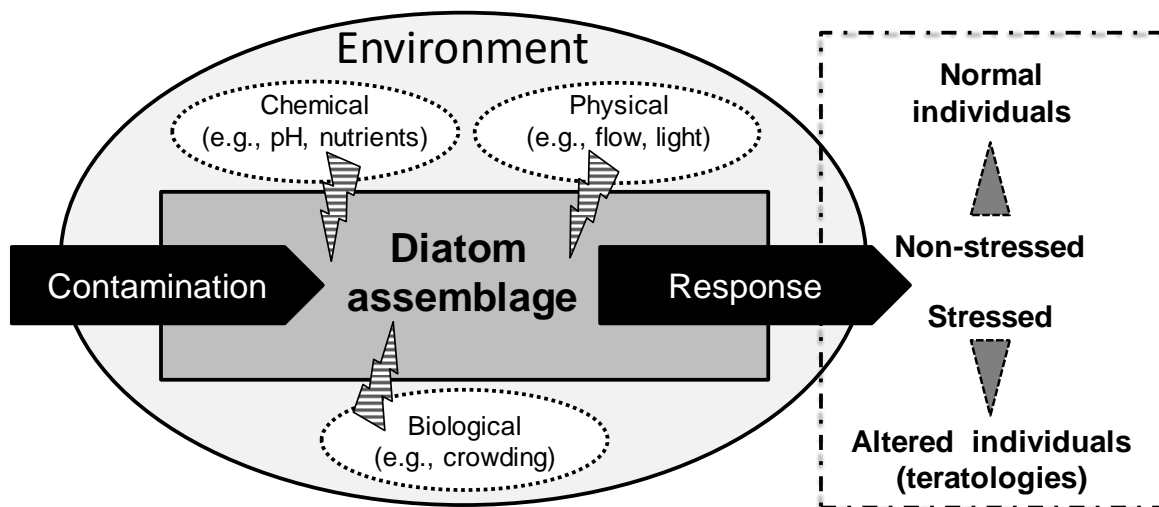 Environment
Chemical
(e.g., pH, nutrients)
Physical
(e.g., flow, light)
Contamination
Diatom
assemblage
Response
Biological
(e.g., crowding)
Normal
individuals
Non-stressed
Stressed
Altered individuals
(teratologies)